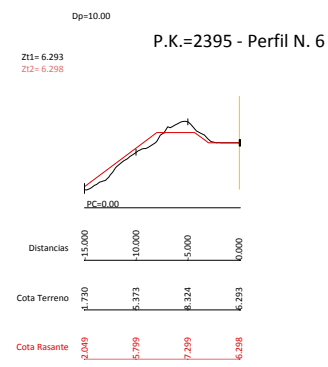 Dp=10.00
P.K.=2395 - Perfil N. 6
Zt1= 6.293
Zt2= 6.298
PC=0.00
Distancias -15.000 -10.000 -5.000 0.000
Cota Terreno 1.730 5.373 8.324 6.293
Cota Rasante 2.049 5.799 7.299 6.298